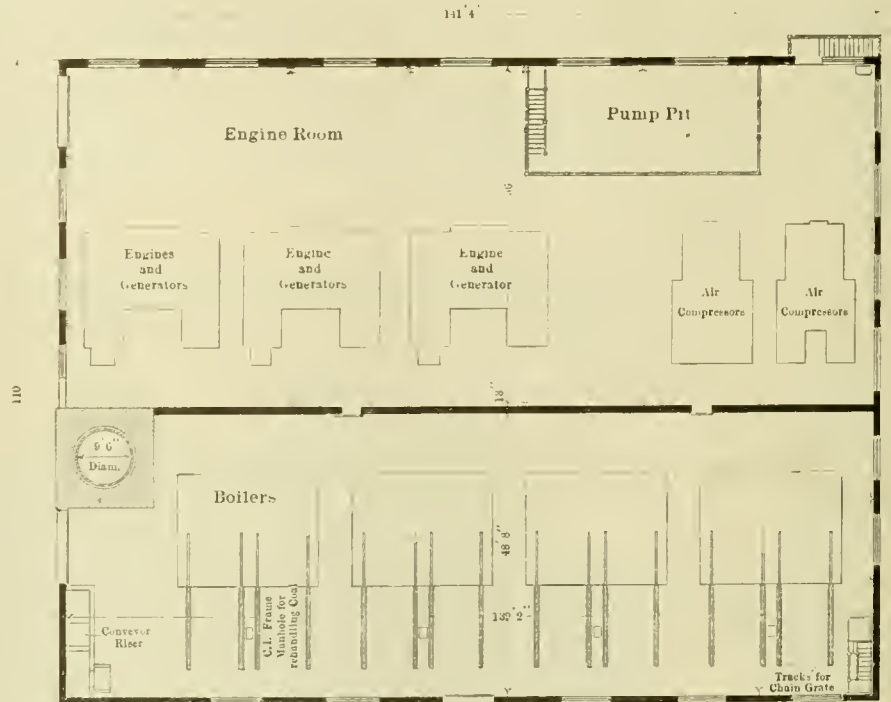 141' 4"
Engine Room
Pump Pit
Engines
and
Generators
Engine
and
Generators
Engine
and
Generator
Air
Compressors
Air
Compressors
110
18"
9' 6"
Diam.
Boilers
48' 8"
139' 2"
C.I. Frame
Manhole for
rehandling Coal
Conveyor
Riser
Tracks for
Chain Grate